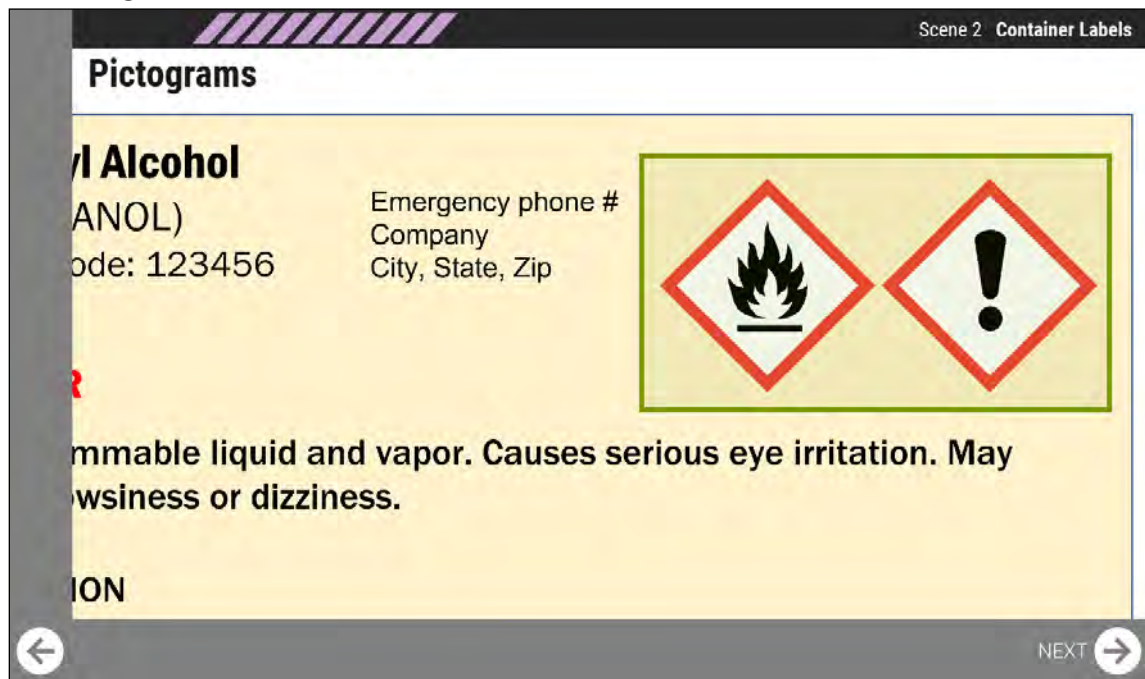 Scene 2 Container Labels
Pictograms
yl Alcohol
ANOL)
ode: 123456
Emergency phone #
Company
City, State, Zip
R
mmable liquid and vapor. Causes serious eye irritation. May
wsiness or dizziness.
ION
NEXT